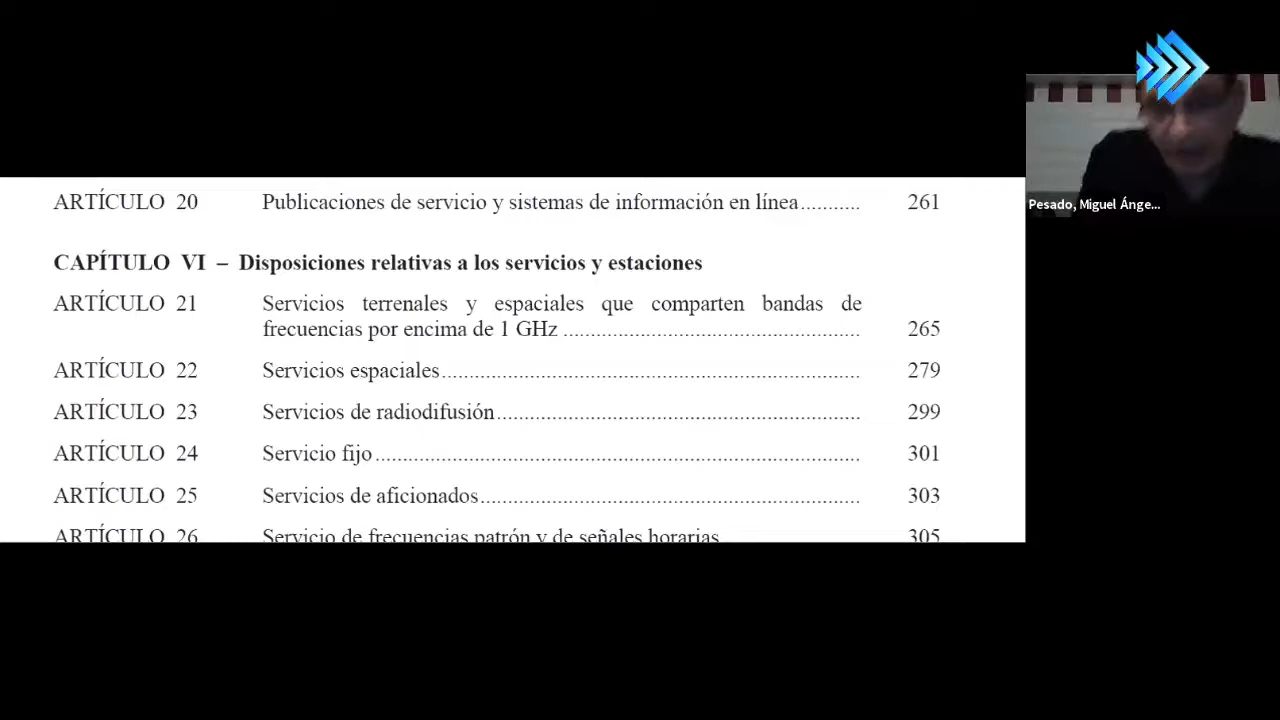 ARTÍCULO 20 Publicaciones de servicio y sistemas de información en línea........... 261
CAPÍTULO VI – Disposiciones relativas a los servicios y estaciones
ARTÍCULO 21 Servicios terrenales y espaciales que comparten bandas de
frecuencias por encima de 1 GHz .................................................. 265
ARTÍCULO 22 Servicios espaciales....................................................................... 279
ARTÍCULO 23 Servicios de radiodifusión.............................................................. 299
ARTÍCULO 24 Servicio fijo.................................................................................. 301
ARTÍCULO 25 Servicios de aficionados................................................................ 303
ARTÍCULO 26 Servicio de frecuencias patrón y de señales horarias 305
Pesado, Miguel Ánge...